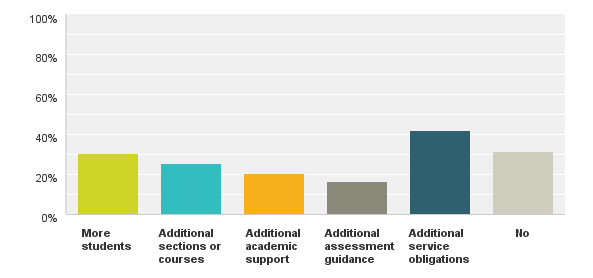 100%
80%
60%
40%
20%
0%
More
students
Additional
sections or
courses
Additional
academic
support
Additional
assessment
guidance
Additional
service
obligations
No